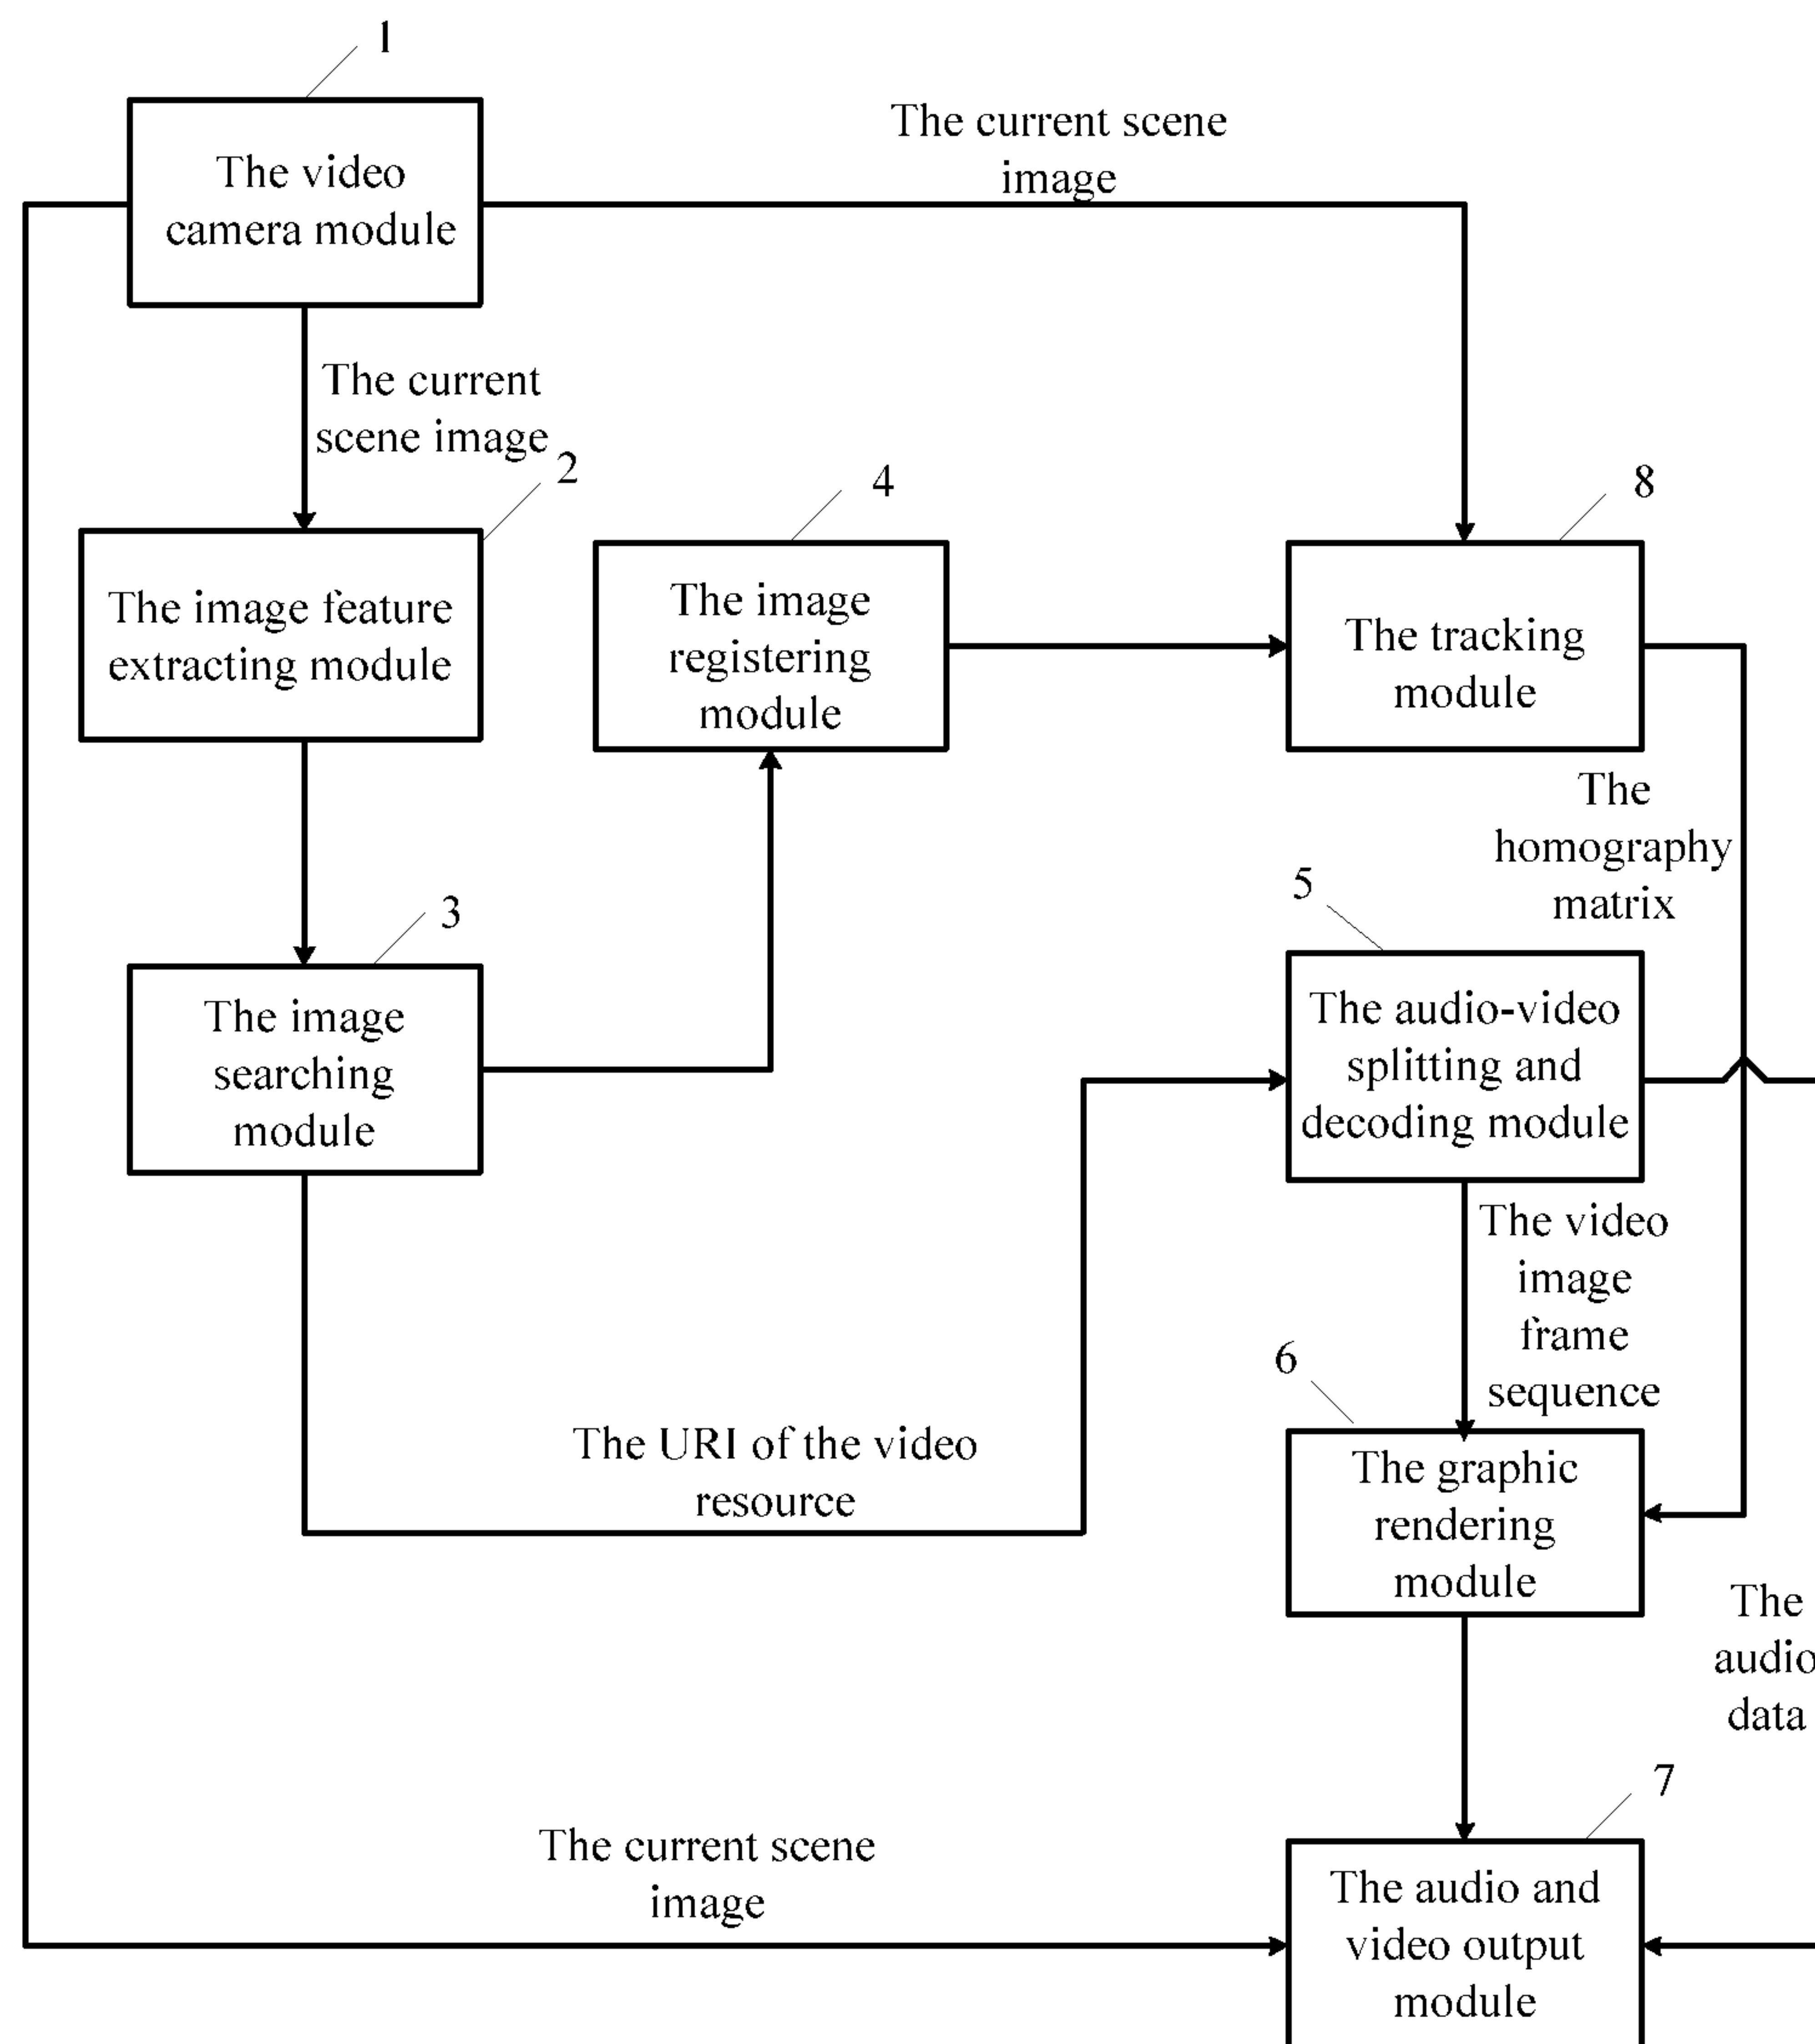 1
The video
camera module
The current scene
image
The current
scene image
2
4
8
The image feature
extracting module
The image
registering
module
The tracking
module
The
homography
matrix
3
5
The image
searching
module
The audio-video
splitting and
decoding module
The video
image
frame
sequence
6
The URI of the video
resource
The graphic
rendering
module
The
audio
data
7
The current scene
image
The audio and
video output
module